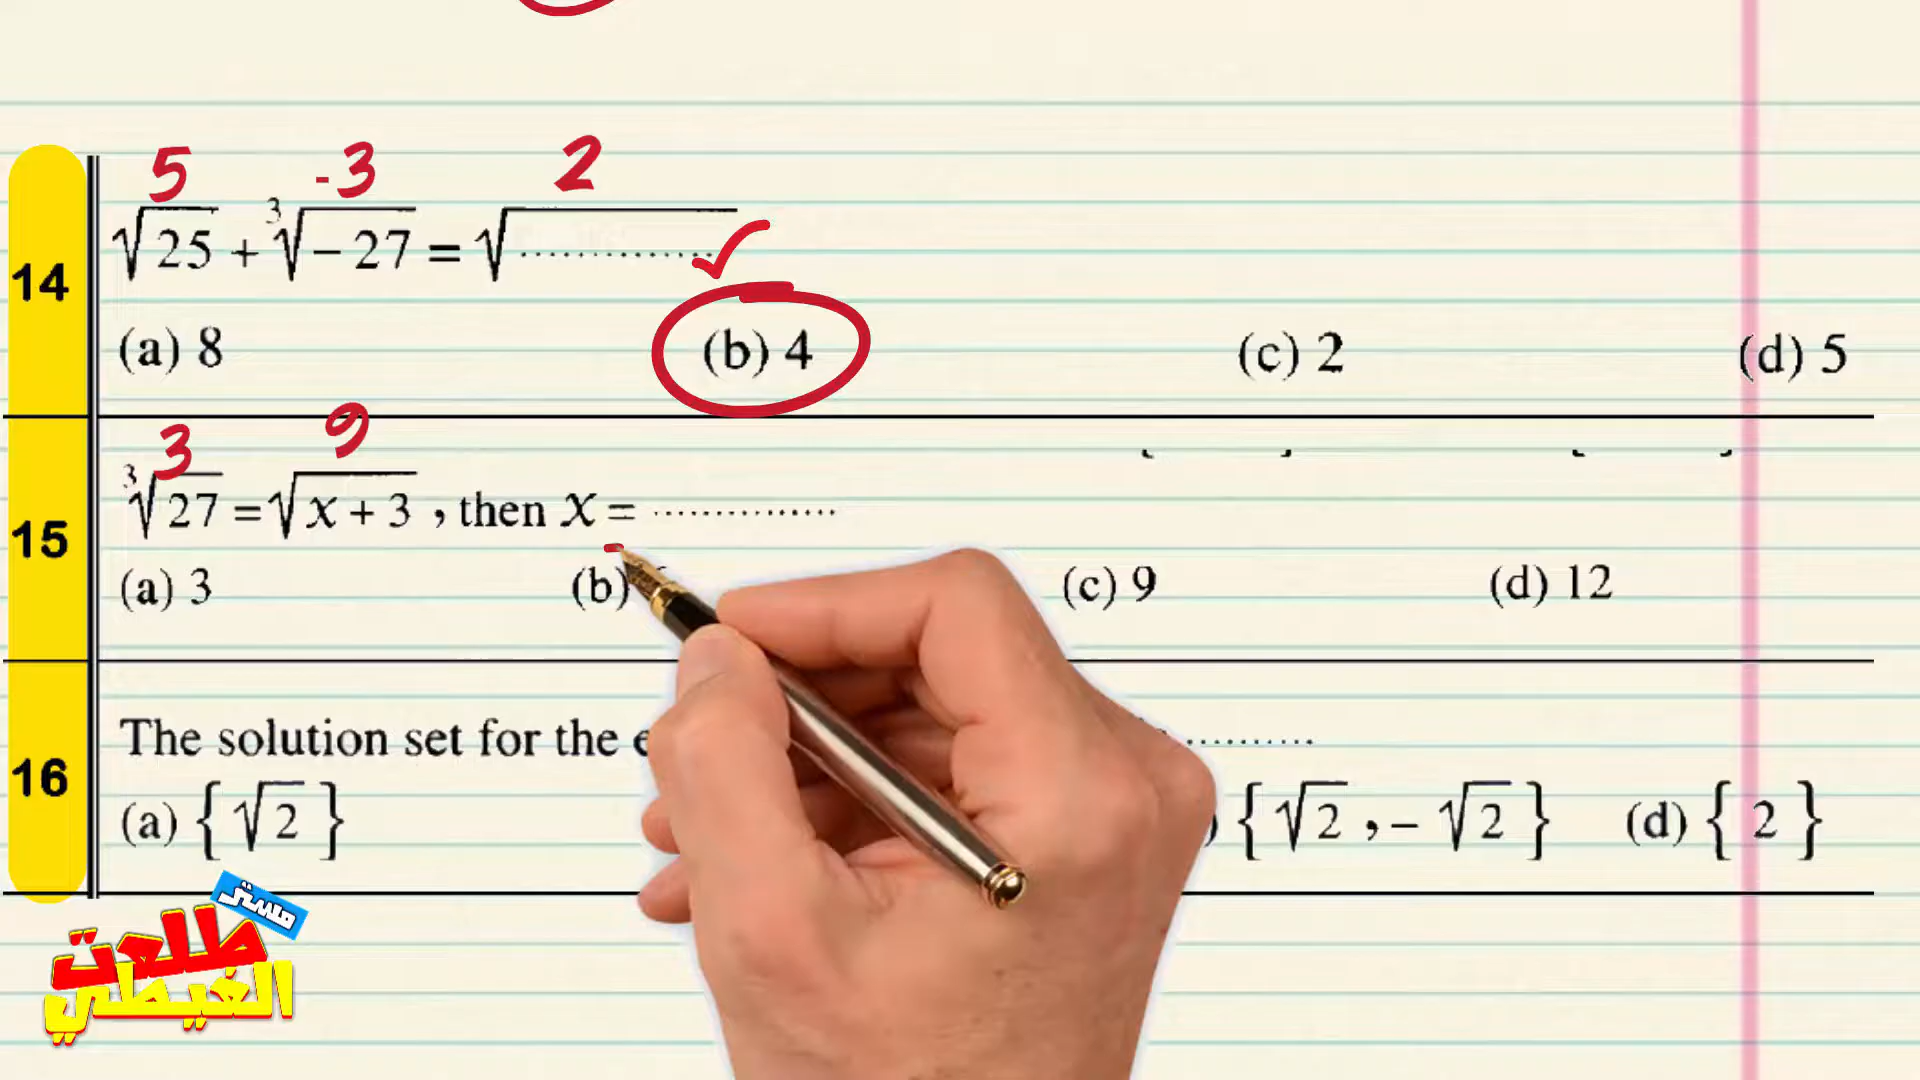 5 -3 2
14
√25 + ∛-27 = √..............
(a) 8 (b) 4 (c) 2 (d) 5
3 9
15
∛27 = √x + 3 , then x = ..............
(a) 3 (b) (c) 9 (d) 12
16
The solution set for the ..........
(a) {√2} {√2 , -√2} (d) {2}
مستر
طلعت
الغيطي